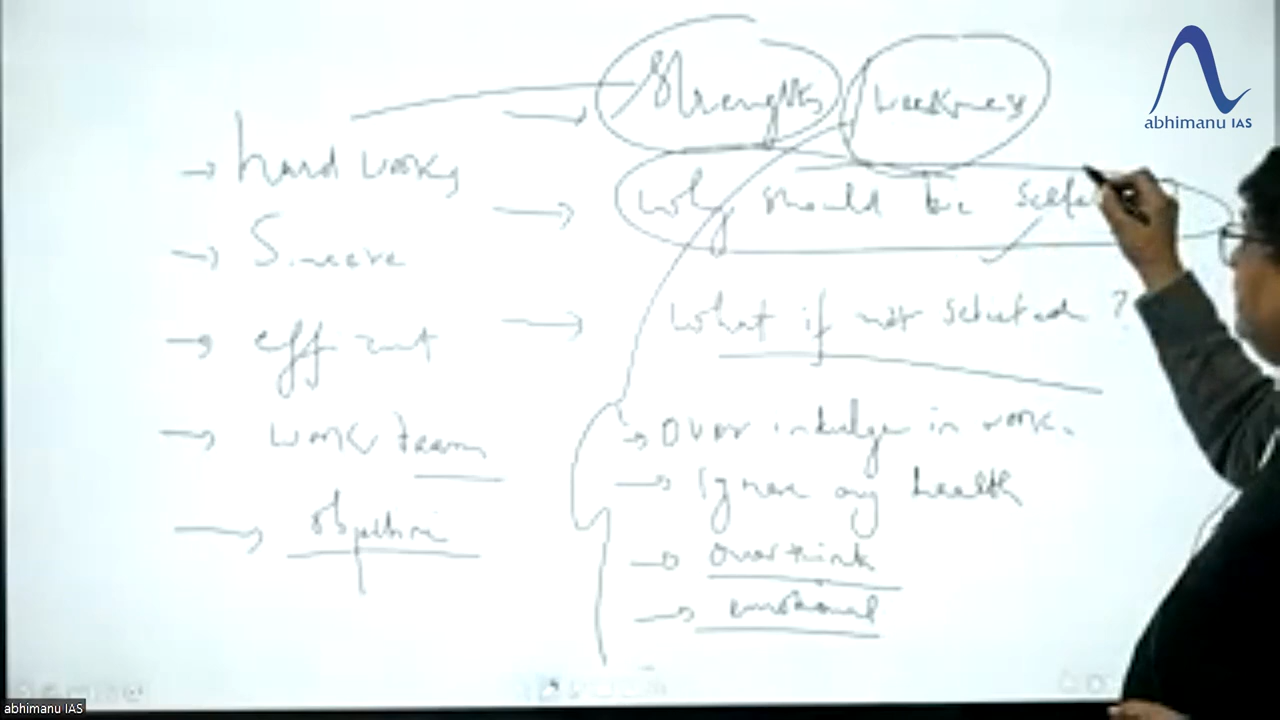 Strengths
Weakness
abhimanu IAS
→ hard work,
→ Why should be
→ Sincere
→ What if not selected ?
→ efficient
→ work team
→ Over indulge in work.
→ Ignore my health
→ objective
→ Overthink
→ emotional
abhimanu IAS